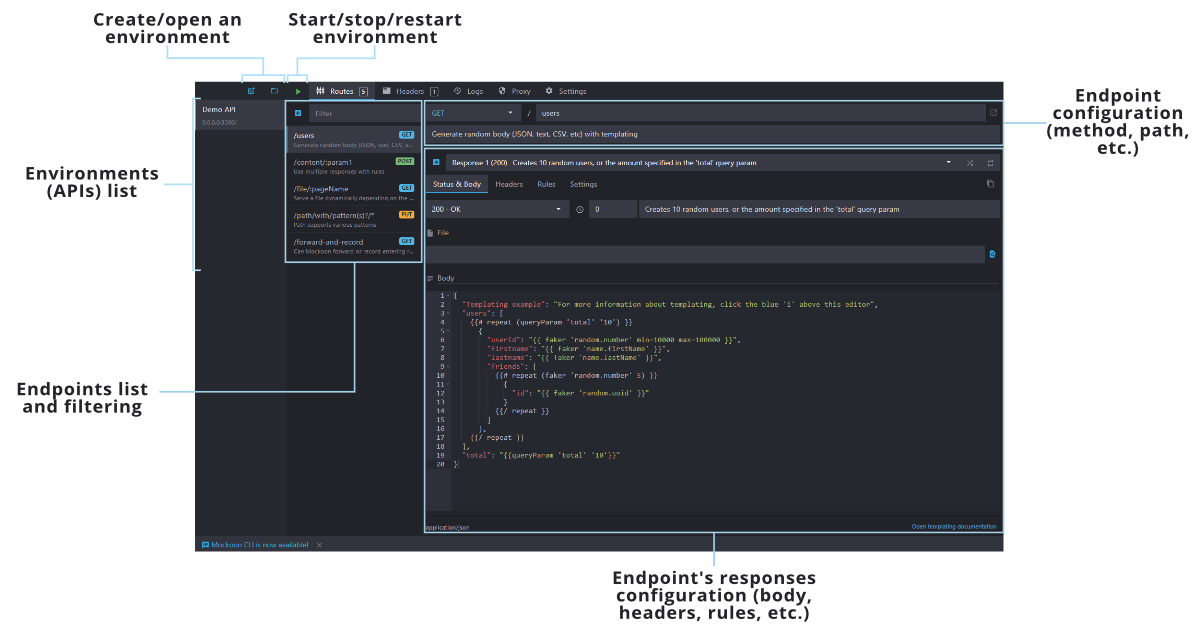 Create/open an
environment
Start/stop/restart
environment
Routes 5 Headers 1 Logs Proxy Settings
Environments
(APIs) list
Demo API
0.0.0.0:3000/
Filter
/users GET
Generate random body (JSON, text, CSV, e...
/content/:param1 POST
Use multiple responses with rules
/file/:pageName GET
Serve a file dynamically depending on the ...
/path/with/pattern(s)?/* PUT
Path supports various patterns
/forward-and-record GET
Can Mockoon forward or record entering r...
Endpoints list
and filtering
GET / users
Generate random body (JSON, text, CSV, etc) with templating
Endpoint
configuration
(method, path,
etc.)
Response 1 (200) Creates 10 random users, or the amount specified in the 'total' query param
Status & Body Headers Rules Settings
200 - OK 0 Creates 10 random users, or the amount specified in the 'total' query param
File
Body
1 {
2 "Templating example": "For more information about templating, click the blue 'i' above this editor",
3 "users": [
4 {{# repeat (queryParam 'total' '10') }}
5 {
6 "userId": "{{ faker 'random.number' min=10000 max=100000 }}",
7 "firstname": "{{ faker 'name.firstName' }}",
8 "lastname": "{{ faker 'name.lastName' }}",
9 "friends": [
10 {{# repeat (faker 'random.number' 5) }}
11 {
12 "id": "{{ faker 'random.uuid' }}"
13 }
14 {{/ repeat }}
15 ]
16 },
17 {{/ repeat }}
18 ],
19 "total": "{{queryParam 'total' '10'}}"
20 }
application/json
Open templating documentation
Mockoon CLI is now available! ×
Endpoint's responses
configuration (body,
headers, rules, etc.)